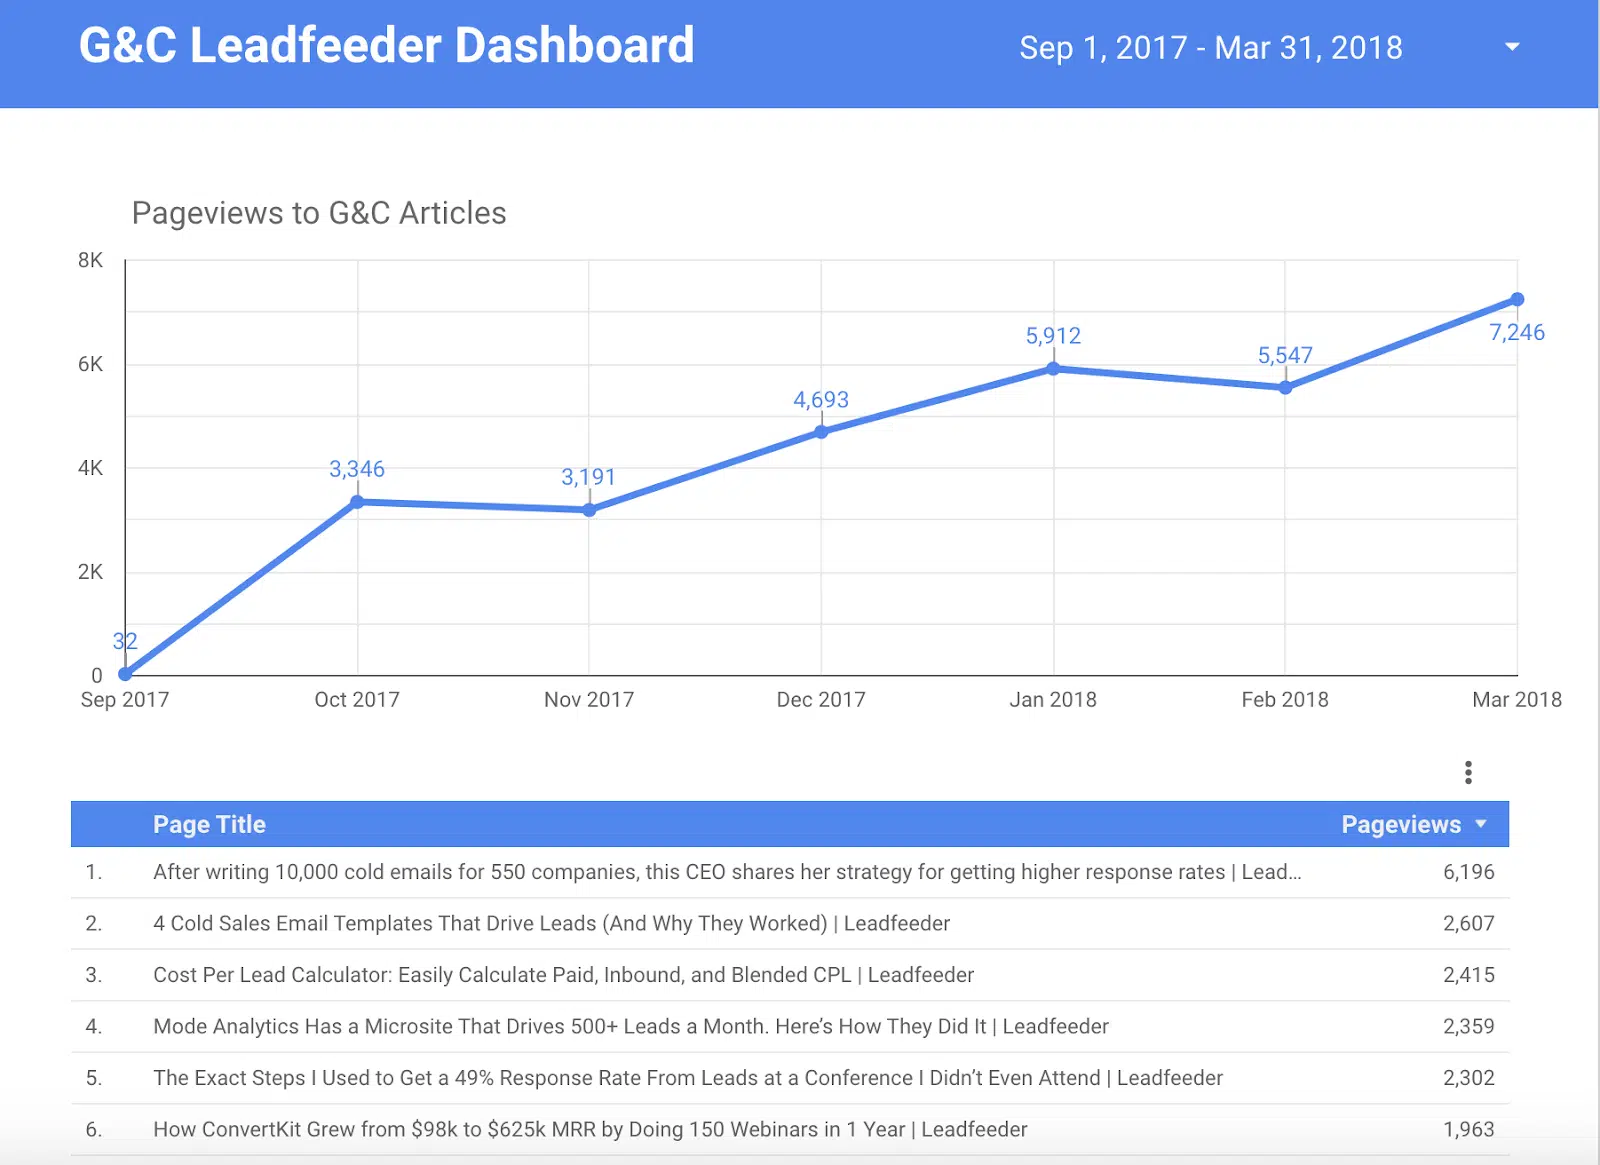 G&C Leadfeeder Dashboard
Sep 1, 2017 - Mar 31, 2018
Pageviews to G&C Articles
8K
6K
4K
2K
0
32
3,346
3,191
4,693
5,912
5,547
7,246
Sep 2017 Oct 2017 Nov 2017 Dec 2017 Jan 2018 Feb 2018 Mar 2018
Page Title Pageviews
1. After writing 10,000 cold emails for 550 companies, this CEO shares her strategy for getting higher response rates | Lead... 6,196
2. 4 Cold Sales Email Templates That Drive Leads (And Why They Worked) | Leadfeeder 2,607
3. Cost Per Lead Calculator: Easily Calculate Paid, Inbound, and Blended CPL | Leadfeeder 2,415
4. Mode Analytics Has a Microsite That Drives 500+ Leads a Month. Here’s How They Did It | Leadfeeder 2,359
5. The Exact Steps I Used to Get a 49% Response Rate From Leads at a Conference I Didn’t Even Attend | Leadfeeder 2,302
6. How ConvertKit Grew from $98k to $625k MRR by Doing 150 Webinars in 1 Year | Leadfeeder 1,963